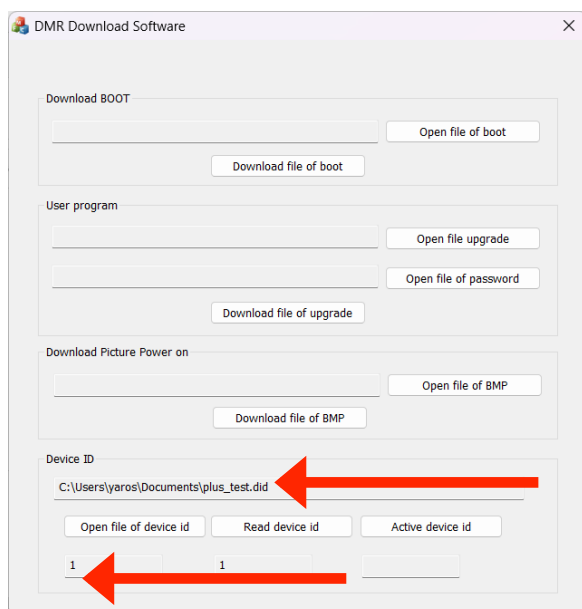 DMR Download Software
Download BOOT
Open file of boot
Download file of boot
User program
Open file upgrade
Open file of password
Download file of upgrade
Download Picture Power on
Open file of BMP
Download file of BMP
Device ID
C:\Users\yaros\Documents\plus_test.did
Open file of device id Read device id Active device id
1 1